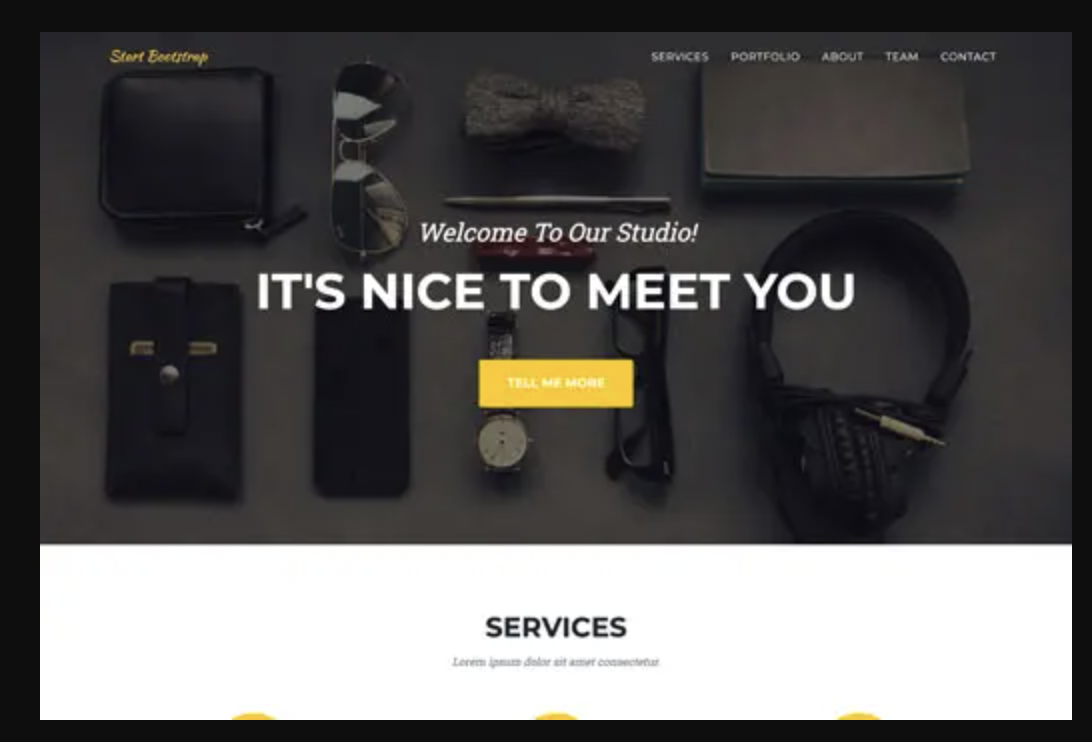 Start Bootstrap
SERVICES PORTFOLIO ABOUT TEAM CONTACT
Welcome To Our Studio!
IT'S NICE TO MEET YOU
TELL ME MORE
SERVICES
Lorem ipsum dolor sit amet consectetur.